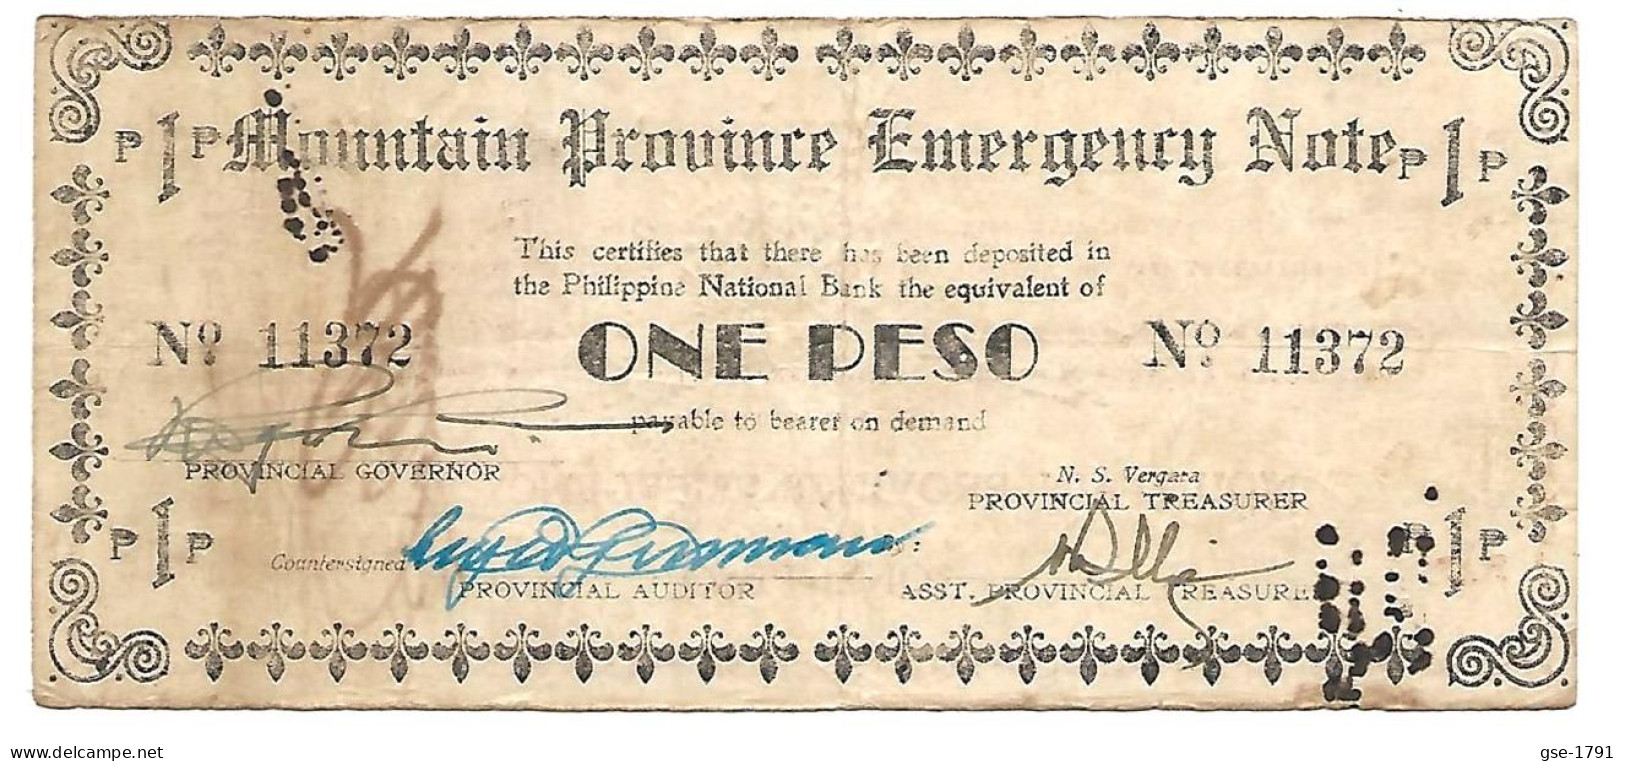 P 1 P Mountain Province Emergency Note P 1 P
This certifies that there has been deposited in
the Philippine National Bank the equivalent of
Nº 11372 ONE PESO Nº 11372
payable to bearer on demand
PROVINCIAL GOVERNOR
N. S. Vergara
PROVINCIAL TREASURER
P 1 P P 1 P
Countersigned By:
PROVINCIAL AUDITOR ASST. PROVINCIAL TREASURER
www.delcampe.net
gse-1791